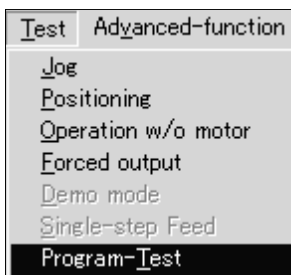 Test Advanced-function
Jog
Positioning
Operation w/o motor
Forced output
Demo mode
Single-step Feed
Program-Test